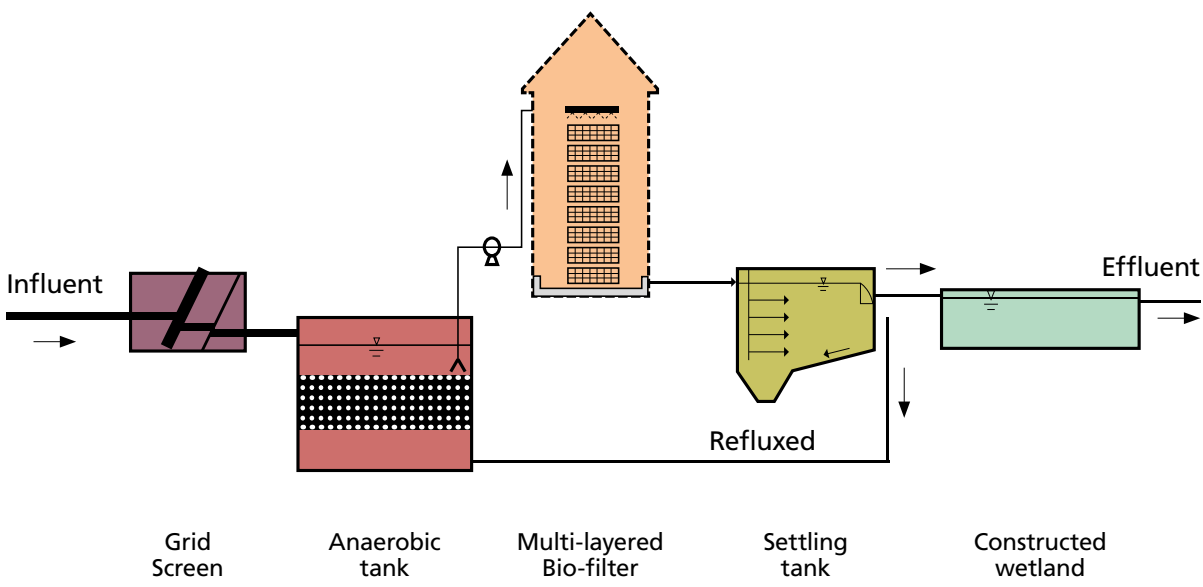 Influent
Effluent
Refluxed
Grid
Screen
Anaerobic
tank
Multi-layered
Bio-filter
Settling
tank
Constructed
wetland